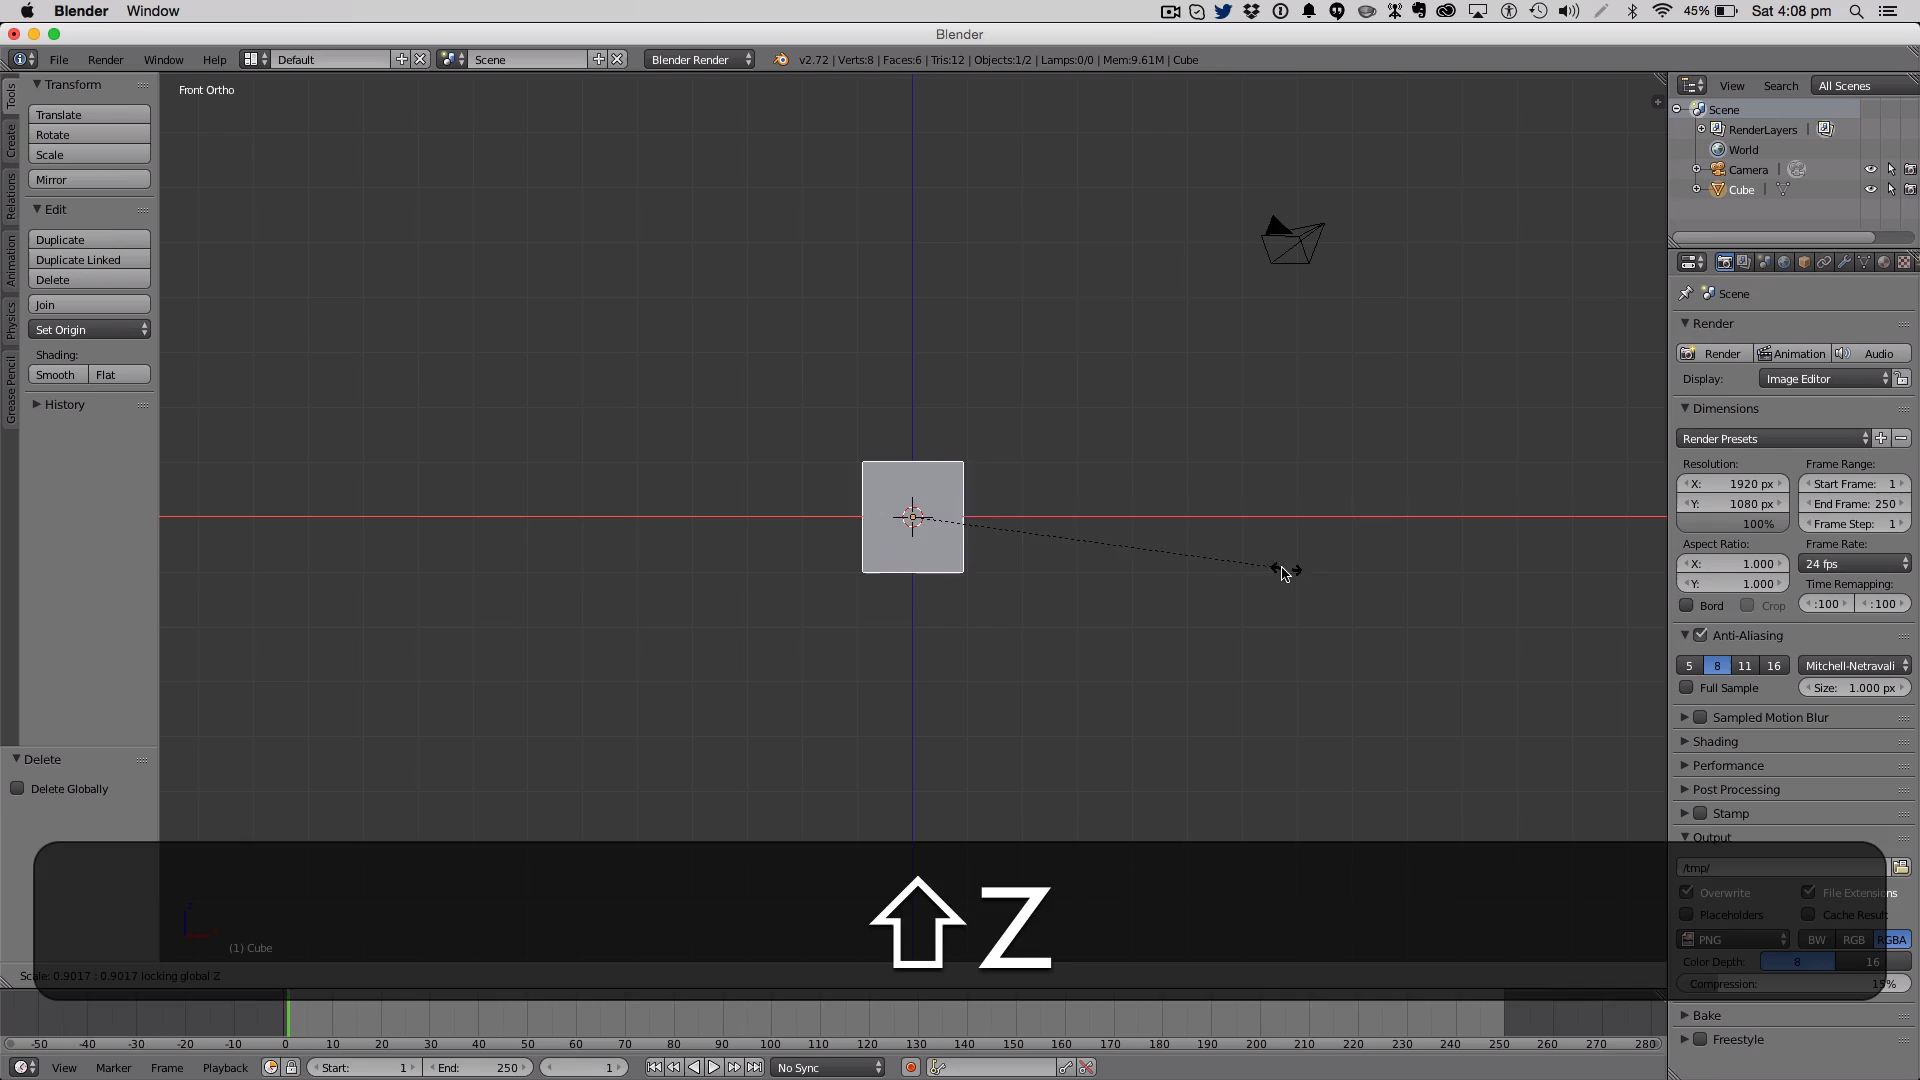 Blender Window 45% Sat 4:08 pm
Blender
File Render Window Help Default Scene Blender Render v2.72 | Verts:8 | Faces:6 | Tris:12 | Objects:1/2 | Lamps:0/0 | Mem:9.61M | Cube
Tools
Create
Relations
Animation
Physics
Grease Pencil
Transform
Translate
Rotate
Scale
Mirror
Edit
Duplicate
Duplicate Linked
Delete
Join
Set Origin
Shading:
Smooth Flat
History
Delete
Delete Globally
Front Ortho
(1) Cube
Scale: 0.9017 : 0.9017 locking global Z
Z
View Search All Scenes
Scene
RenderLayers
World
Camera
Cube
Scene
Render
Render Animation Audio
Display: Image Editor
Dimensions
Render Presets
Resolution: Frame Range:
X: 1920 px Start Frame: 1
Y: 1080 px End Frame: 250
100% Frame Step: 1
Aspect Ratio: Frame Rate:
X: 1.000 24 fps
Y: 1.000 Time Remapping:
Bord Crop :100 :100
Anti-Aliasing
5 8 11 16 Mitchell-Netravali
Full Sample Size: 1.000 px
Sampled Motion Blur
Shading
Performance
Post Processing
Stamp
Output
/tmp/
Overwrite File Extensions
Placeholders Cache Result
PNG BW RGB RGBA
Color Depth: 8 16
Compression: 15%
Bake
Freestyle
-50 -40 -30 -20 -10 0 10 20 30 40 50 60 70 80 90 100 110 120 130 140 150 160 170 180 190 200 210 220 230 240 250 260 270 280
View Marker Frame Playback Start: 1 End: 250 1 No Sync